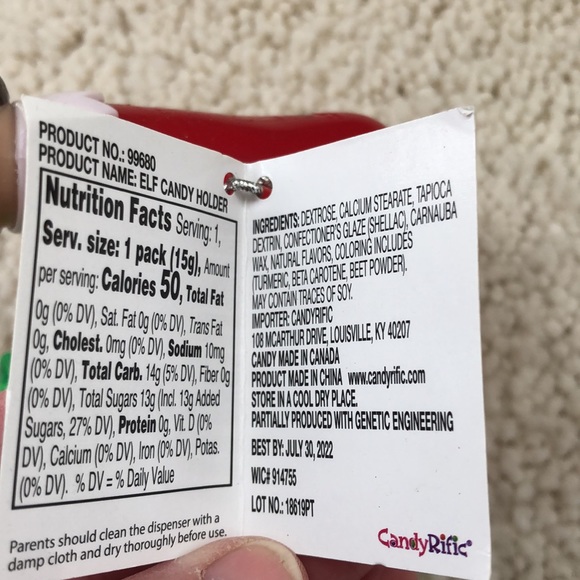 PRODUCT NO.: 99680
PRODUCT NAME: ELF CANDY HOLDER
Nutrition Facts Serving: 1,
Serv. size: 1 pack (15g), Amount
per serving: Calories 50, Total Fat
0g (0% DV), Sat. Fat 0g (0% DV), Trans Fat
0g, Cholest. 0mg (0% DV), Sodium 10mg
(0% DV), Total Carb. 14g (5% DV), Fiber 0g
(0% DV), Total Sugars 13g (Incl. 13g Added
Sugars, 27% DV), Protein 0g, Vit. D (0%
DV), Calcium (0% DV), Iron (0% DV), Potas.
(0% DV). % DV = % Daily Value
Parents should clean the dispenser with a
damp cloth and dry thoroughly before use.
INGREDIENTS: DEXTROSE, CALCIUM STEARATE, TAPIOCA
DEXTRIN, CONFECTIONER'S GLAZE (SHELLAC), CARNAUBA
WAX, NATURAL FLAVORS, COLORING INCLUDES
(TURMERIC, BETA CAROTENE, BEET POWDER).
MAY CONTAIN TRACES OF SOY.
IMPORTER: CANDYRIFIC
108 MCARTHUR DRIVE, LOUISVILLE, KY 40207
CANDY MADE IN CANADA
PRODUCT MADE IN CHINA www.candyrific.com
STORE IN A COOL DRY PLACE.
PARTIALLY PRODUCED WITH GENETIC ENGINEERING
BEST BY: JULY 30, 2022
WIC# 914755
LOT NO.: 18619PT
CandyRific